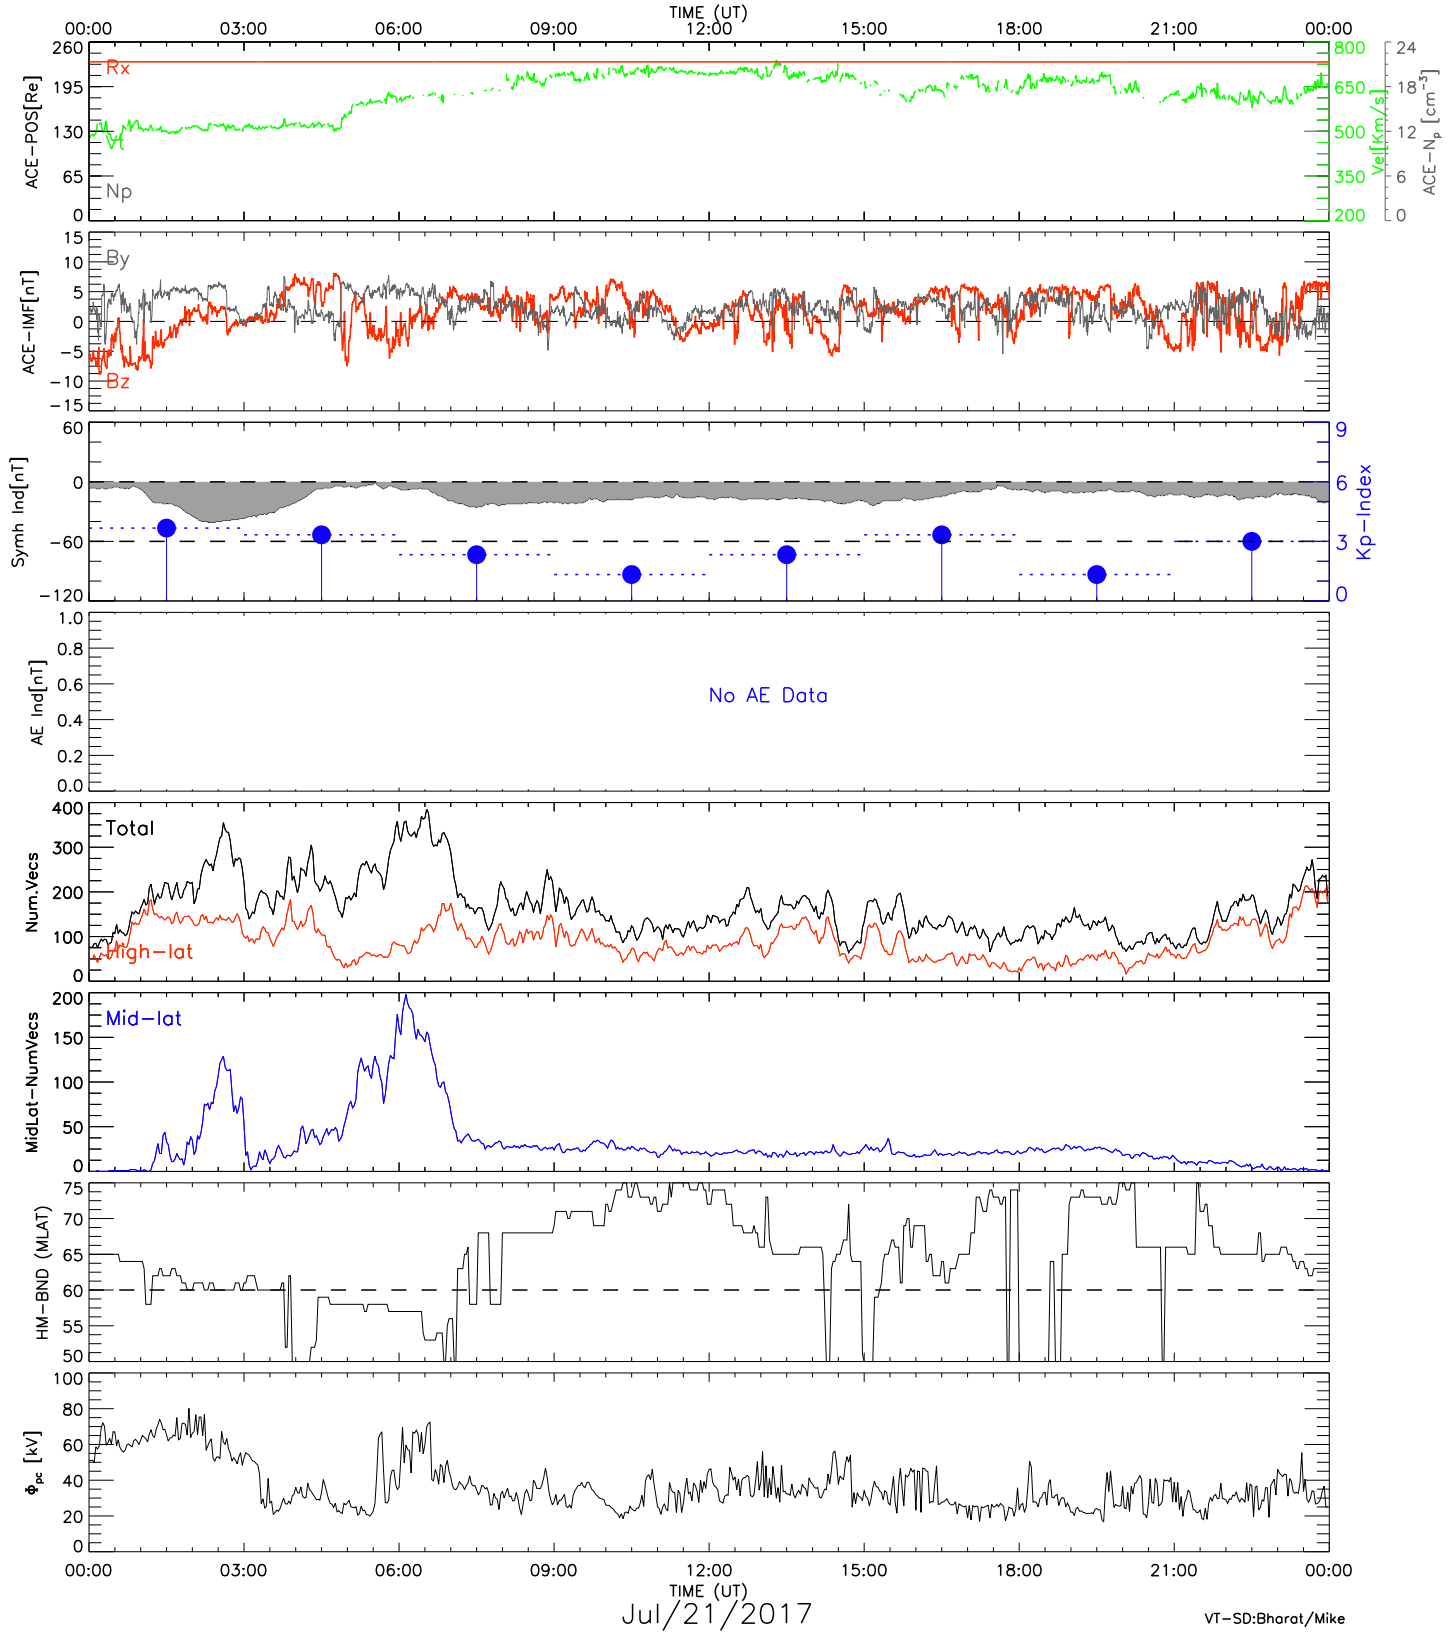 TIME (UT)
00:00 03:00 06:00 09:00 12:00 15:00 18:00 21:00 00:00
ACE-POS[Re]
260
195
130
65
0
Rx
Vt
Np
800
650
500
350
200
Vel[Km/s]
24
18
12
6
0
ACE-Np [cm-3]
ACE-IMF[nT]
15
10
5
0
-5
-10
-15
By
Bz
Symh Ind[nT]
60
0
-60
-120
9
6
3
0
Kp-Index
AE Ind[nT]
1.0
0.8
0.6
0.4
0.2
0.0
No AE Data
Num.Vecs
400
300
200
100
0
Total
High-lat
MidLat-NumVecs
200
150
100
50
0
Mid-lat
HM-BND (MLAT)
75
70
65
60
55
50
Φpc [kV]
100
80
60
40
20
0
00:00 03:00 06:00 09:00 12:00 15:00 18:00 21:00 00:00
TIME (UT)
Jul/21/2017
VT-SD:Bharat/Mike